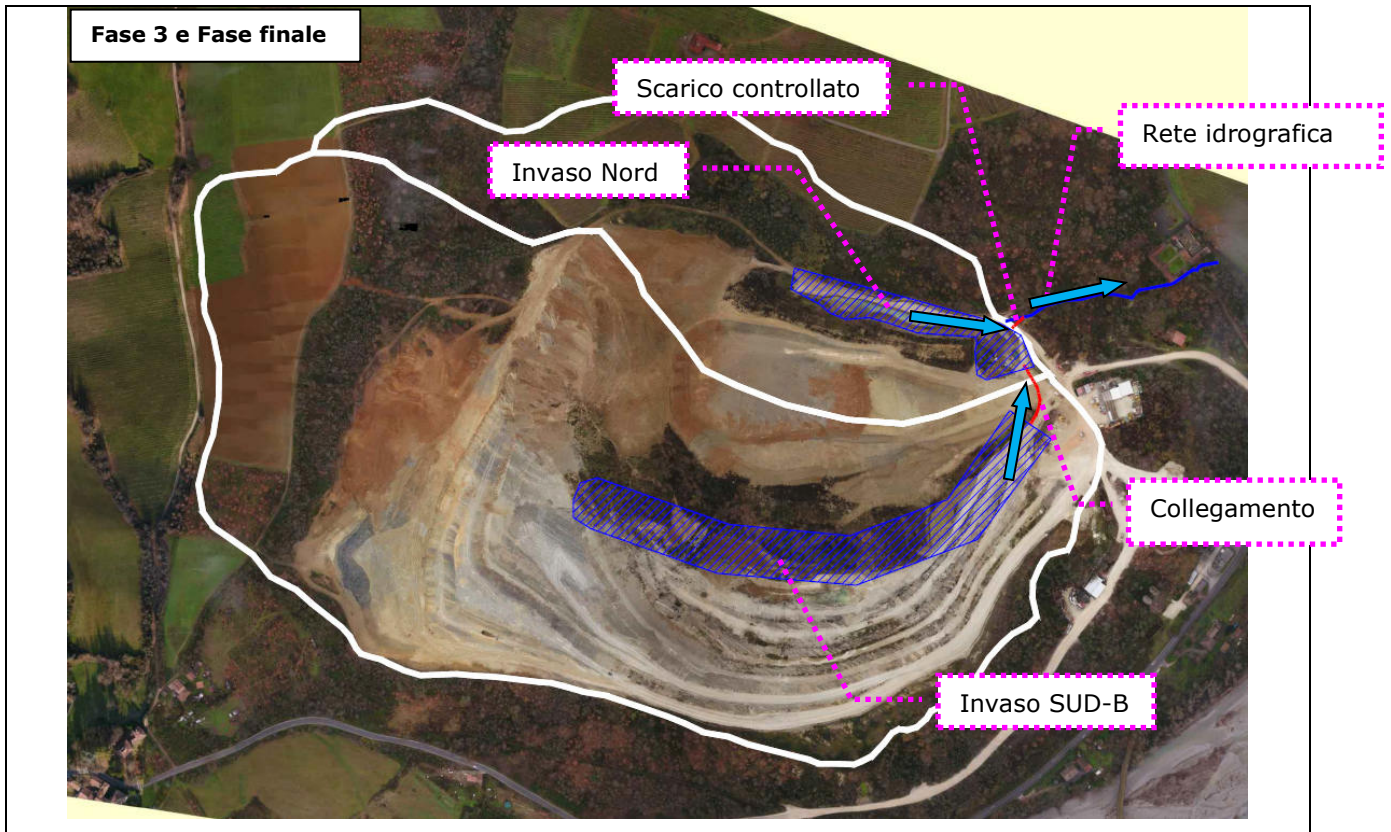 Fase 3 e Fase finale
Scarico controllato
Rete idrografica
Invaso Nord
Collegamento
Invaso SUD-B